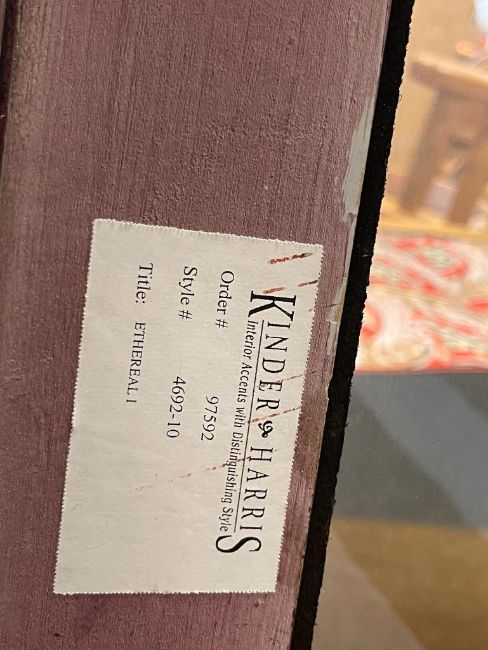 KINDER & HARRIS
Interior Accents with Distinguishing Style
Order # 97592
Style # 4692-10
Title: ETHEREAL I